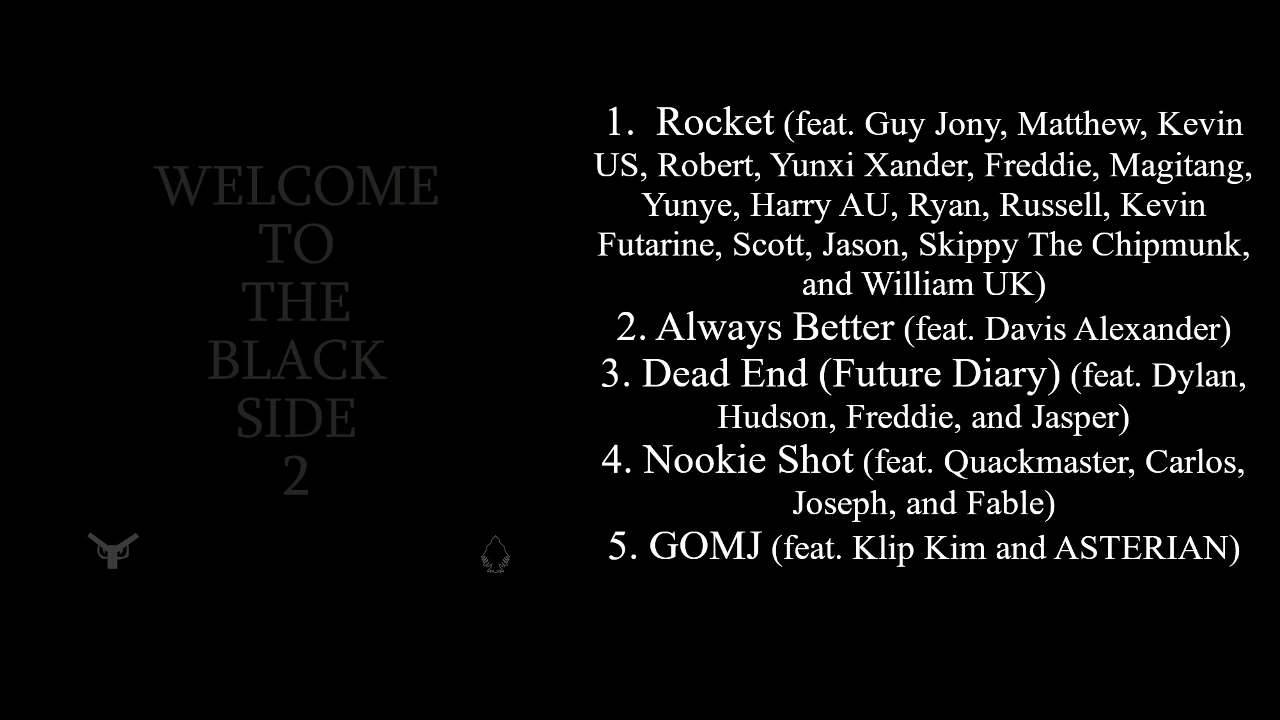 WELCOME
TO
THE
BLACK
SIDE
2
1. Rocket (feat. Guy Jony, Matthew, Kevin
US, Robert, Yunxi Xander, Freddie, Magitang,
Yunye, Harry AU, Ryan, Russell, Kevin
Futarine, Scott, Jason, Skippy The Chipmunk,
and William UK)
2. Always Better (feat. Davis Alexander)
3. Dead End (Future Diary) (feat. Dylan,
Hudson, Freddie, and Jasper)
4. Nookie Shot (feat. Quackmaster, Carlos,
Joseph, and Fable)
5. GOMJ (feat. Klip Kim and ASTERIAN)